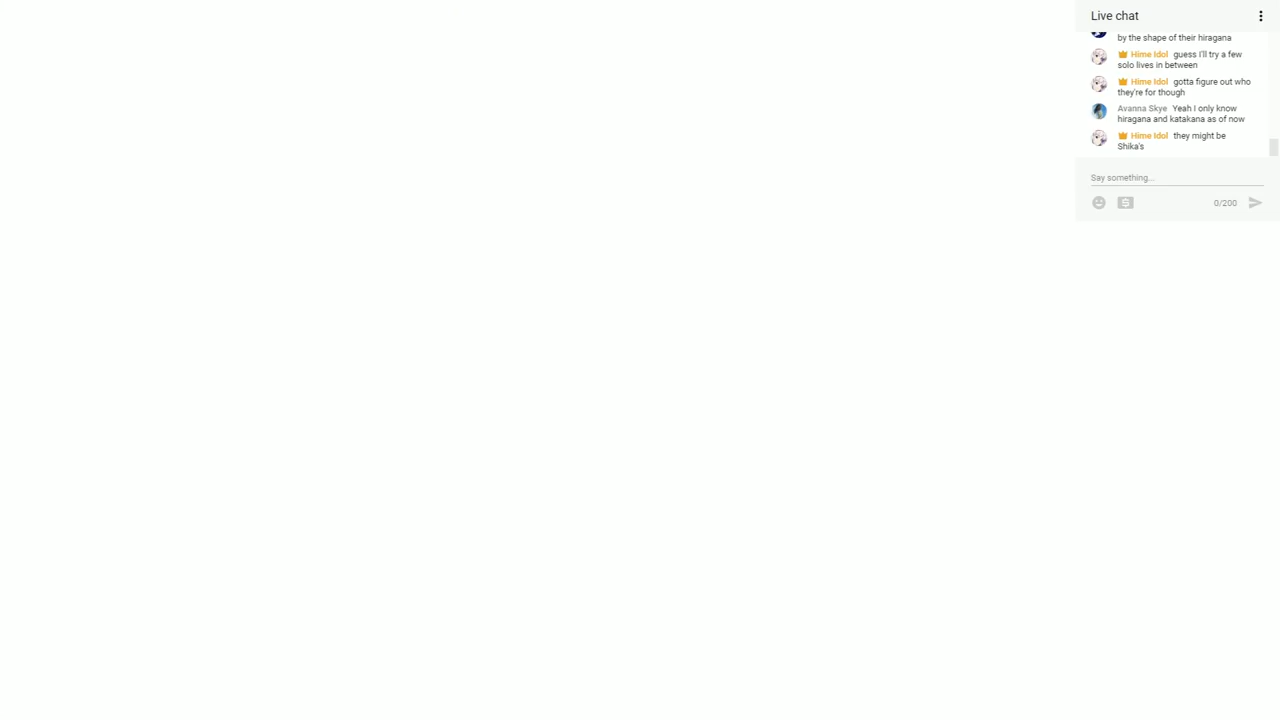 Live chat
by the shape of their hiragana
Hime Idol guess I'll try a few
solo lives in between
Hime Idol gotta figure out who
they're for though
Avanna Skye Yeah I only know
hiragana and katakana as of now
Hime Idol they might be
Shika's
Say something...
0/200